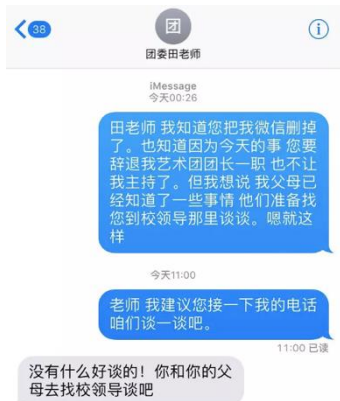 38
团
团委田老师
iMessage
今天00:26
田老师 我知道您把我微信删掉
了。也知道因为今天的事 您要
辞退我艺术团团长一职 也不让
我主持了。但我想说 我父母已
经知道了一些事情 他们准备找
您到校领导那里谈谈。嗯就这
样
今天11:00
老师 我建议您接一下我的电话
咱们谈一谈吧。
11:00 已读
没有什么好谈的！你和你的父
母去找校领导谈吧